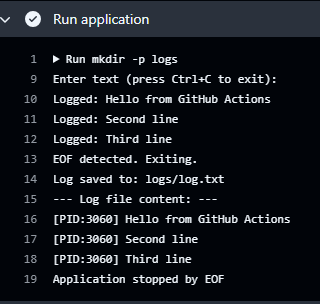 Run application
1 ▶ Run mkdir -p logs
9 Enter text (press Ctrl+C to exit):
10 Logged: Hello from GitHub Actions
11 Logged: Second line
12 Logged: Third line
13 EOF detected. Exiting.
14 Log saved to: logs/log.txt
15 --- Log file content: ---
16 [PID:3060] Hello from GitHub Actions
17 [PID:3060] Second line
18 [PID:3060] Third line
19 Application stopped by EOF